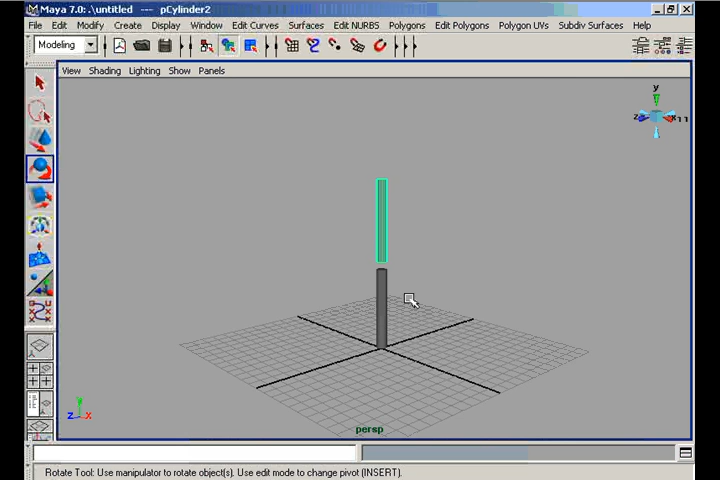 Maya 7.0: .\untitled --- pCylinder2
File Edit Modify Create Display Window Edit Curves Surfaces Edit NURBS Polygons Edit Polygons Polygon UVs Subdiv Surfaces Help
Modeling
View Shading Lighting Show Panels
y
z x
y
z x
persp
Rotate Tool: Use manipulator to rotate object(s). Use edit mode to change pivot (INSERT).